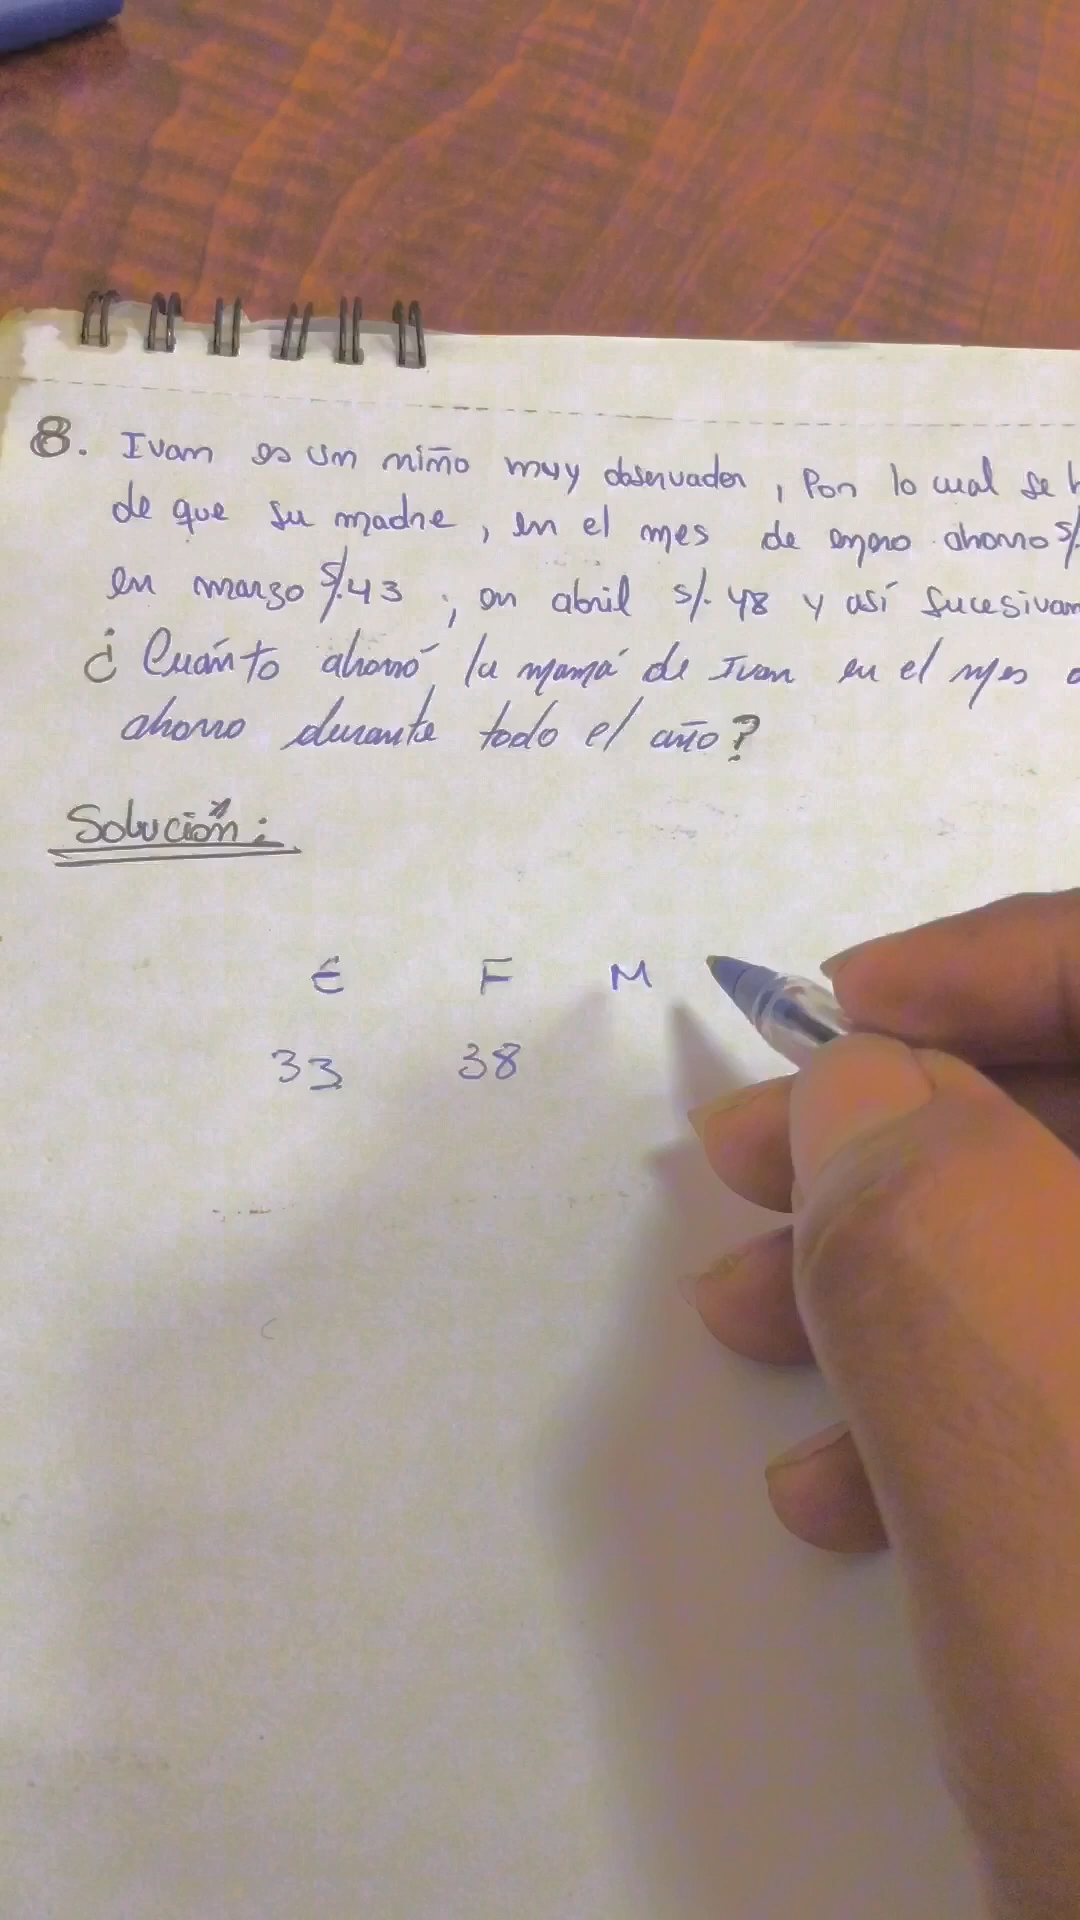 8. Ivan es un niño muy observador, Por lo cual se
de que su madre, en el mes de enero ahorro S/.
en marzo S/.43 ; en abril S/. 48 y así sucesivam
¿ Cuánto ahorró la mamá de Ivan en el mes
ahorro durante todo el año?
Solución:
E F M
33 38